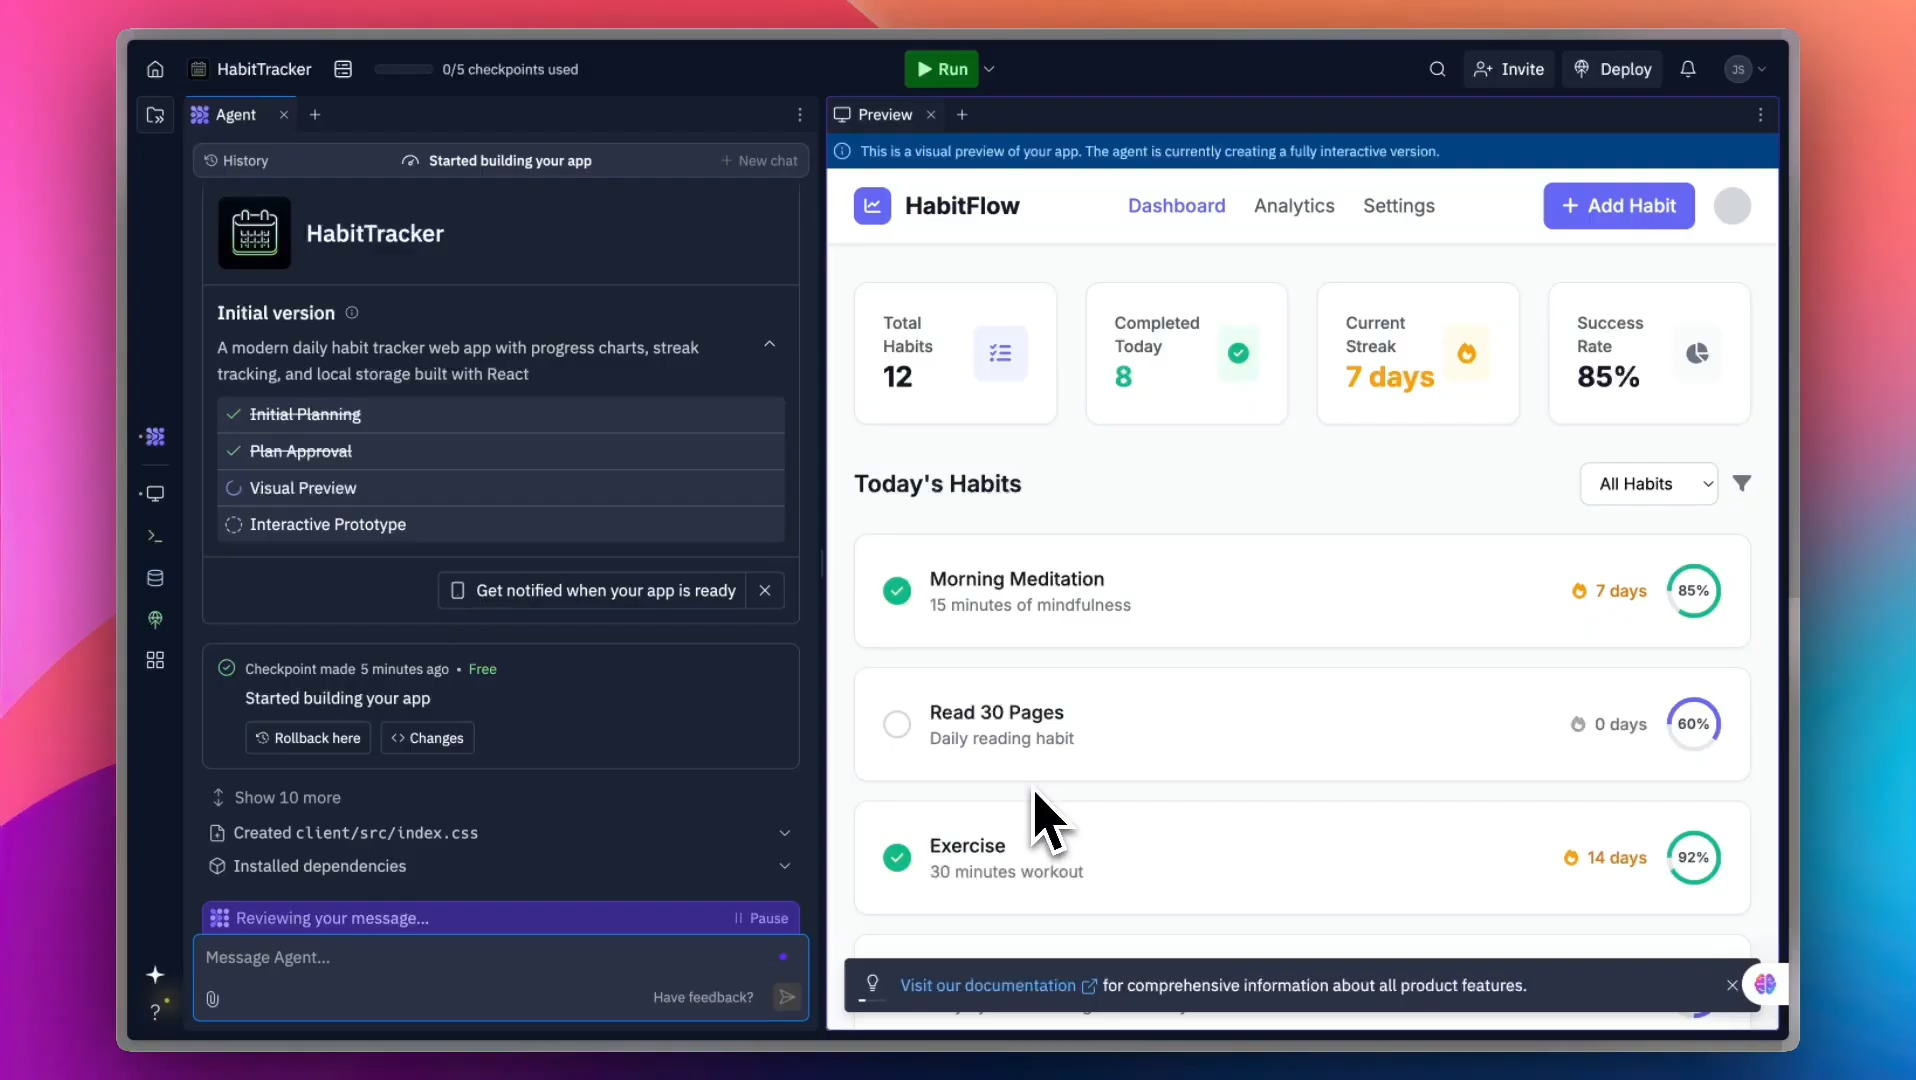 HabitTracker
0/5 checkpoints used
Run
Invite
Deploy
JS
Agent
Preview
History
Started building your app
New chat
HabitTracker
Initial version
A modern daily habit tracker web app with progress charts, streak
tracking, and local storage built with React
Initial Planning
Plan Approval
Visual Preview
Interactive Prototype
Get notified when your app is ready
Checkpoint made 5 minutes ago • Free
Started building your app
Rollback here
<> Changes
Show 10 more
Created client/src/index.css
Installed dependencies
Reviewing your message...
Pause
Message Agent...
Have feedback?
This is a visual preview of your app. The agent is currently creating a fully interactive version.
HabitFlow
Dashboard
Analytics
Settings
+ Add Habit
Total
Habits
12
Completed
Today
8
Current
Streak
7 days
Success
Rate
85%
Today's Habits
All Habits
Morning Meditation
15 minutes of mindfulness
7 days
85%
Read 30 Pages
Daily reading habit
0 days
60%
Exercise
30 minutes workout
14 days
92%
Visit our documentation for comprehensive information about all product features.